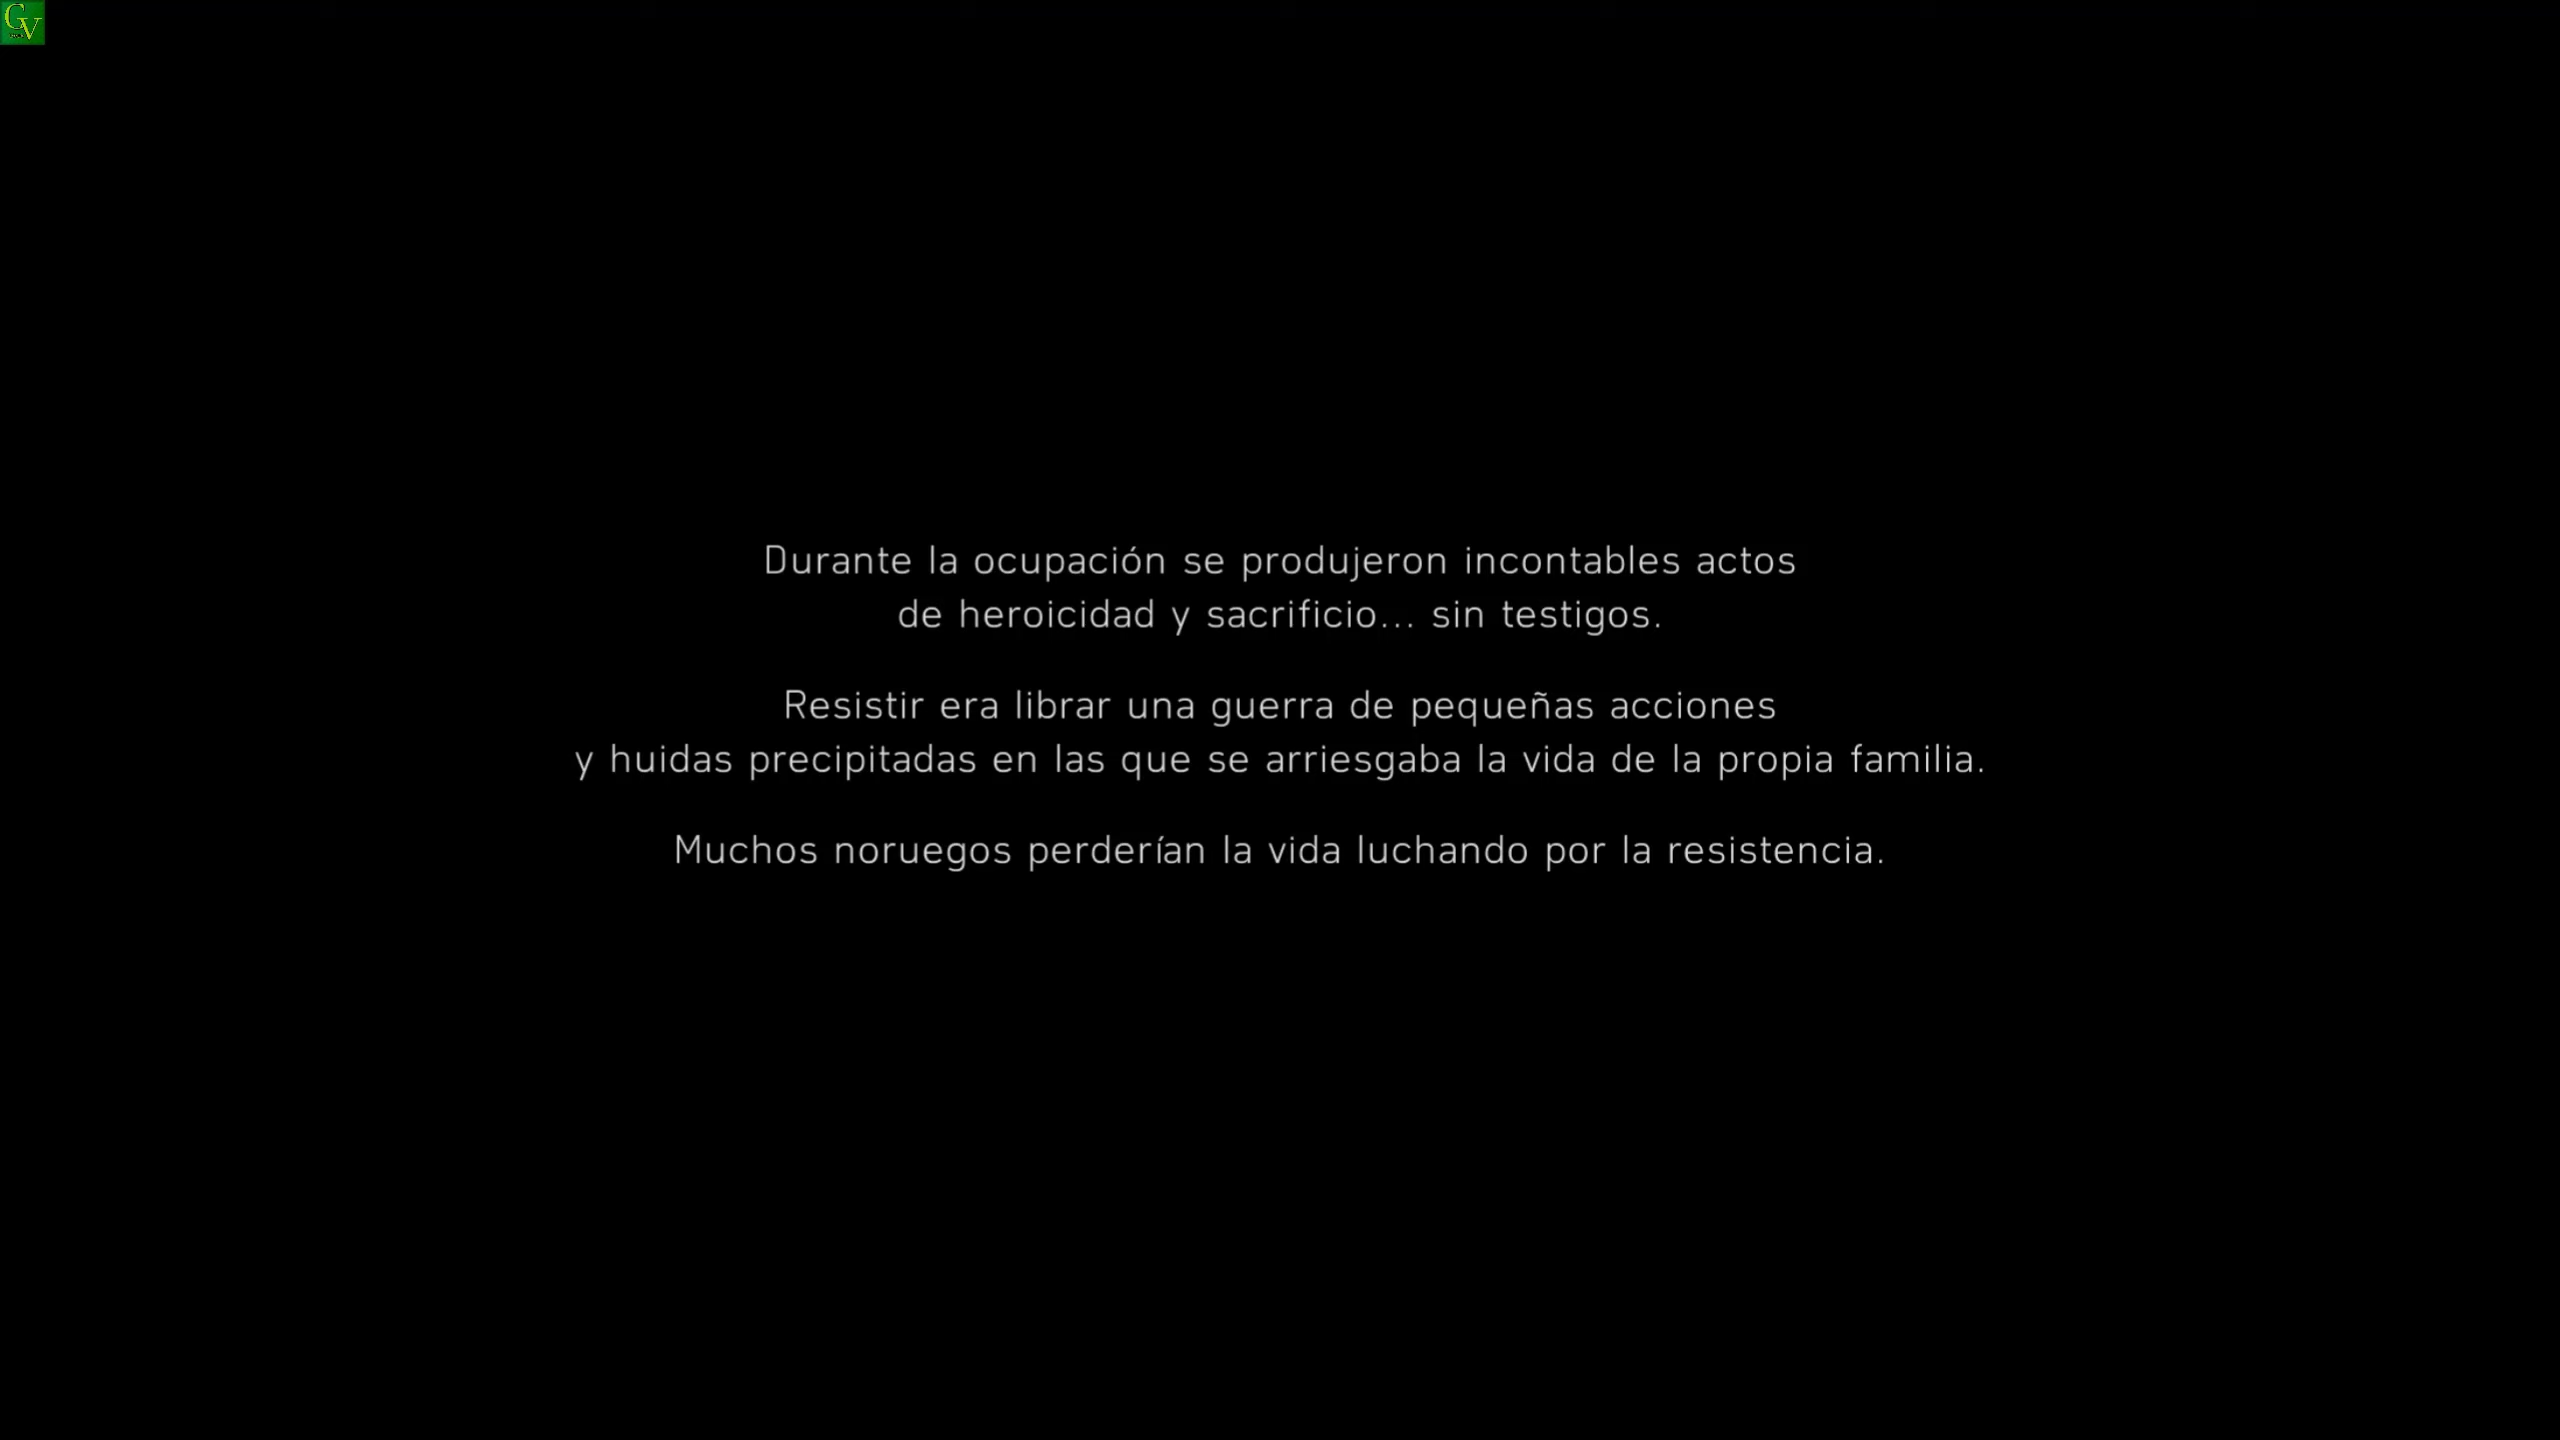 GV
Durante la ocupación se produjeron incontables actos
de heroicidad y sacrificio... sin testigos.
Resistir era librar una guerra de pequeñas acciones
y huidas precipitadas en las que se arriesgaba la vida de la propia familia.
Muchos noruegos perderían la vida luchando por la resistencia.